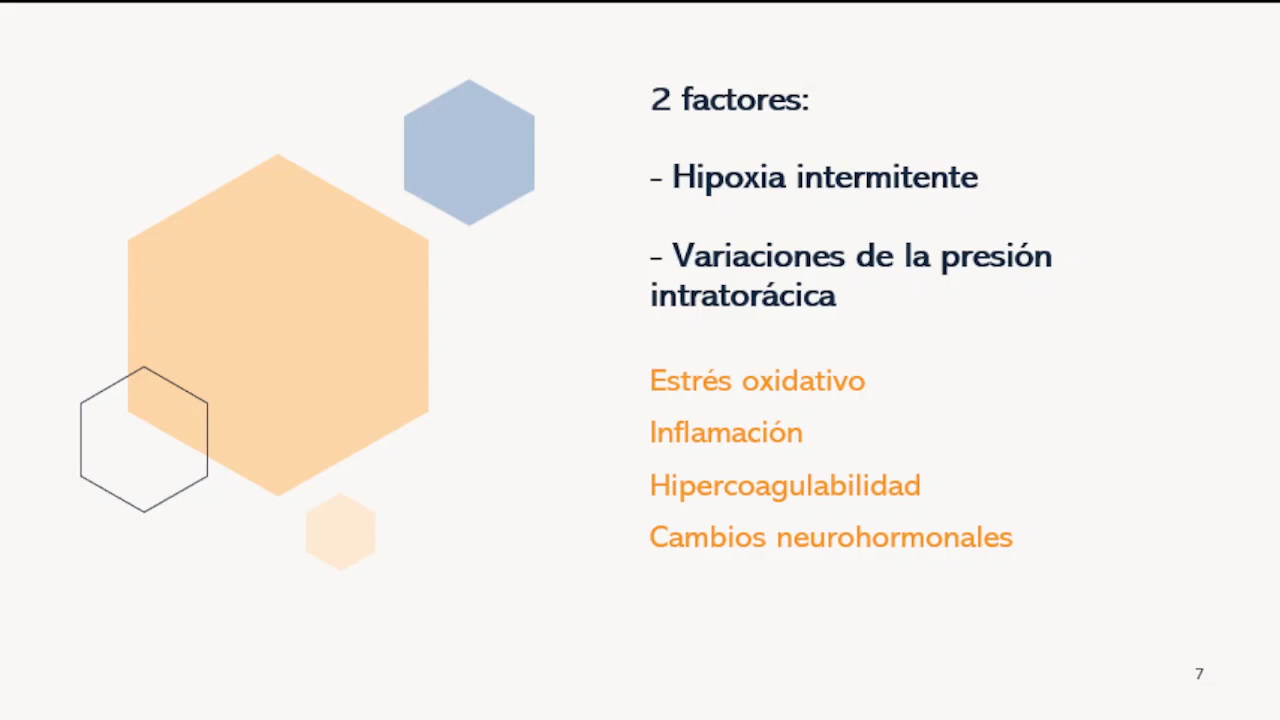 2 factores:
- Hipoxia intermitente
- Variaciones de la presión
intratorácica
Estrés oxidativo
Inflamación
Hipercoagulabilidad
Cambios neurohormonales
7